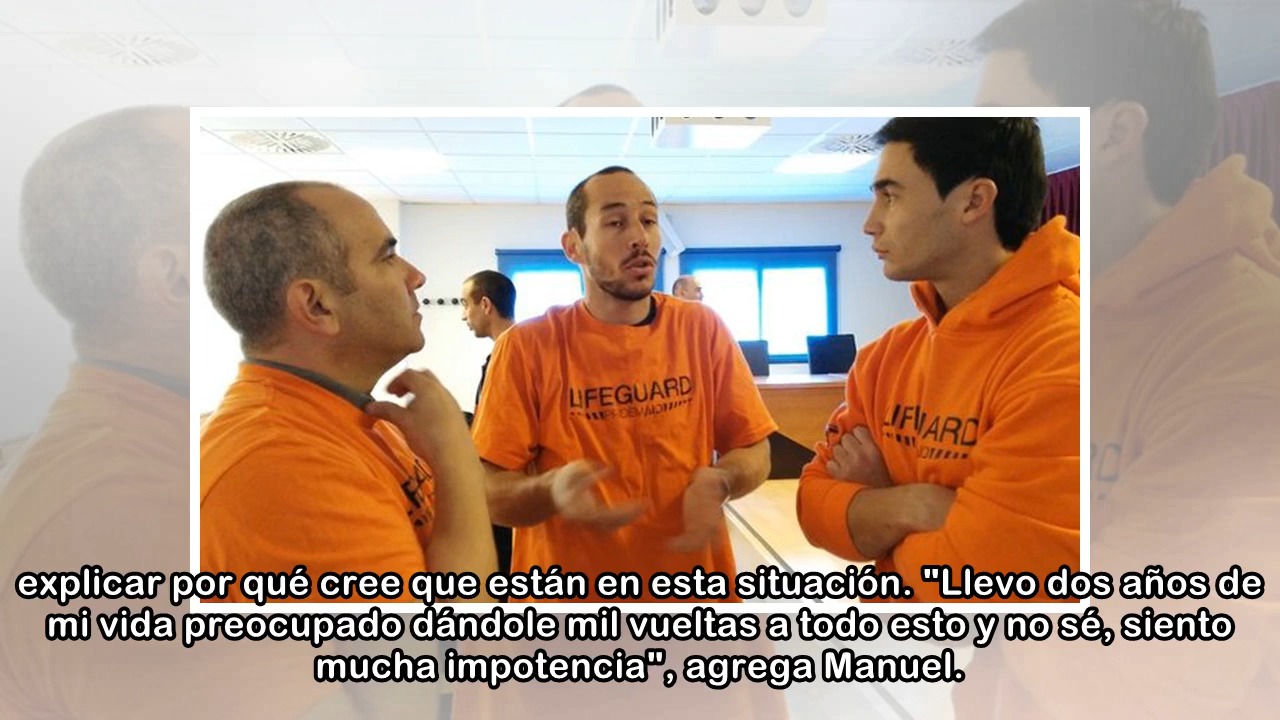 LIFEGUARD
PROEMAID
explicar por qué cree que están en esta situación. "Llevo dos años de
mi vida preocupado dándole mil vueltas a todo esto y no sé, siento
mucha impotencia", agrega Manuel.